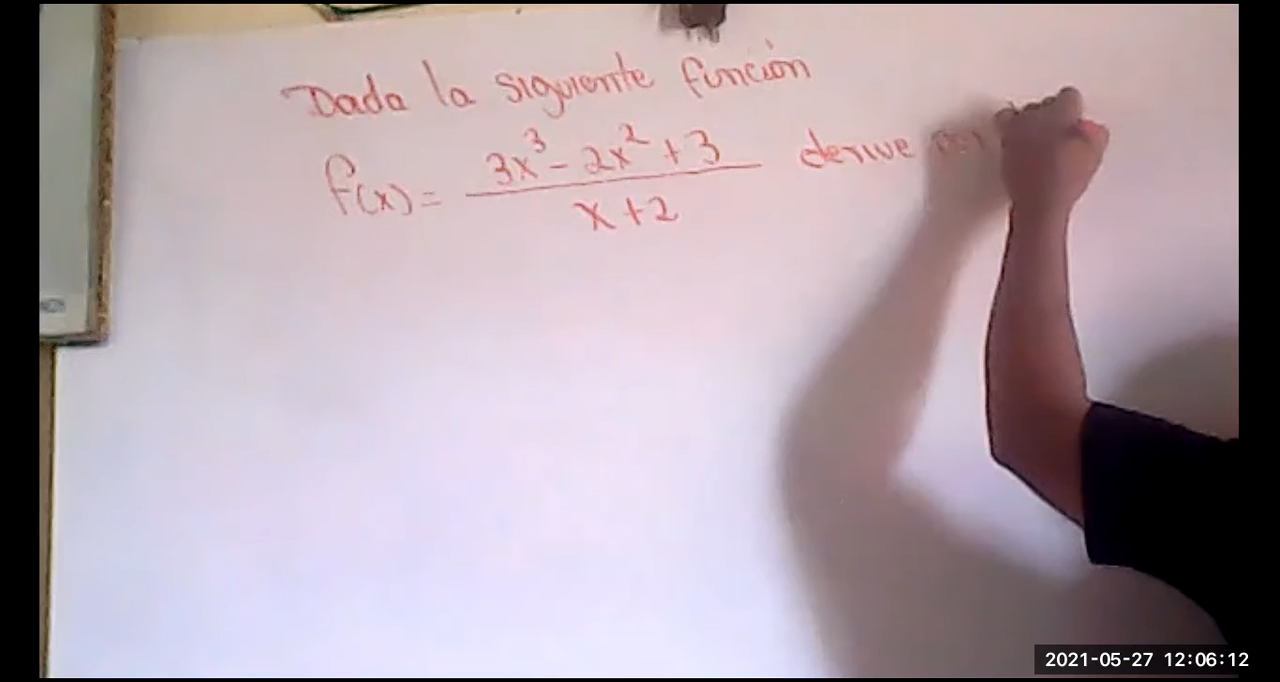 Dada la siguiente función
f(x) = 3x³ - 2x² + 3 / x + 2 derive
2021-05-27 12:06:12